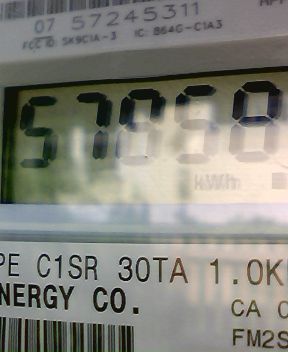 07 57245311
FCC ID: SK9C1A-3 IC: 864G-C1A3
kWh
PE C1SR 30TA 1.0K
NERGY CO.
CA
FM2S